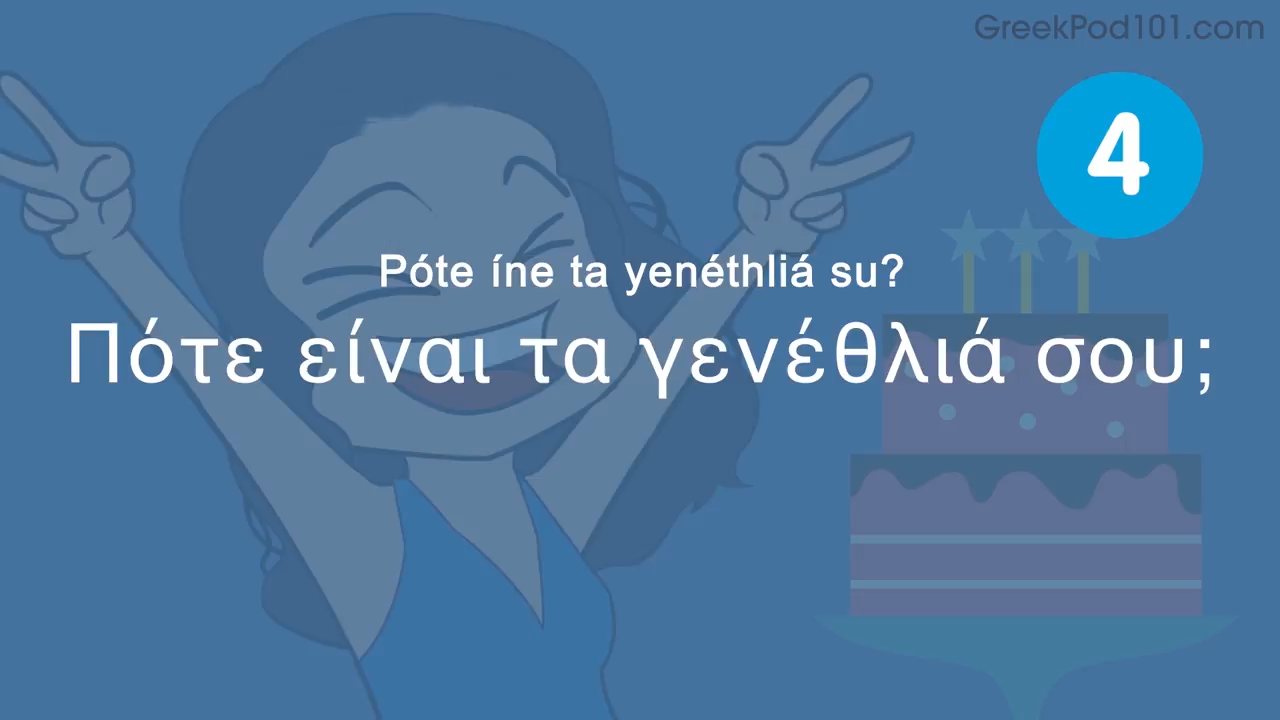 GreekPod101.com
4
Póte íne ta yenéthliá su?
Πότε είναι τα γενέθλιά σου;